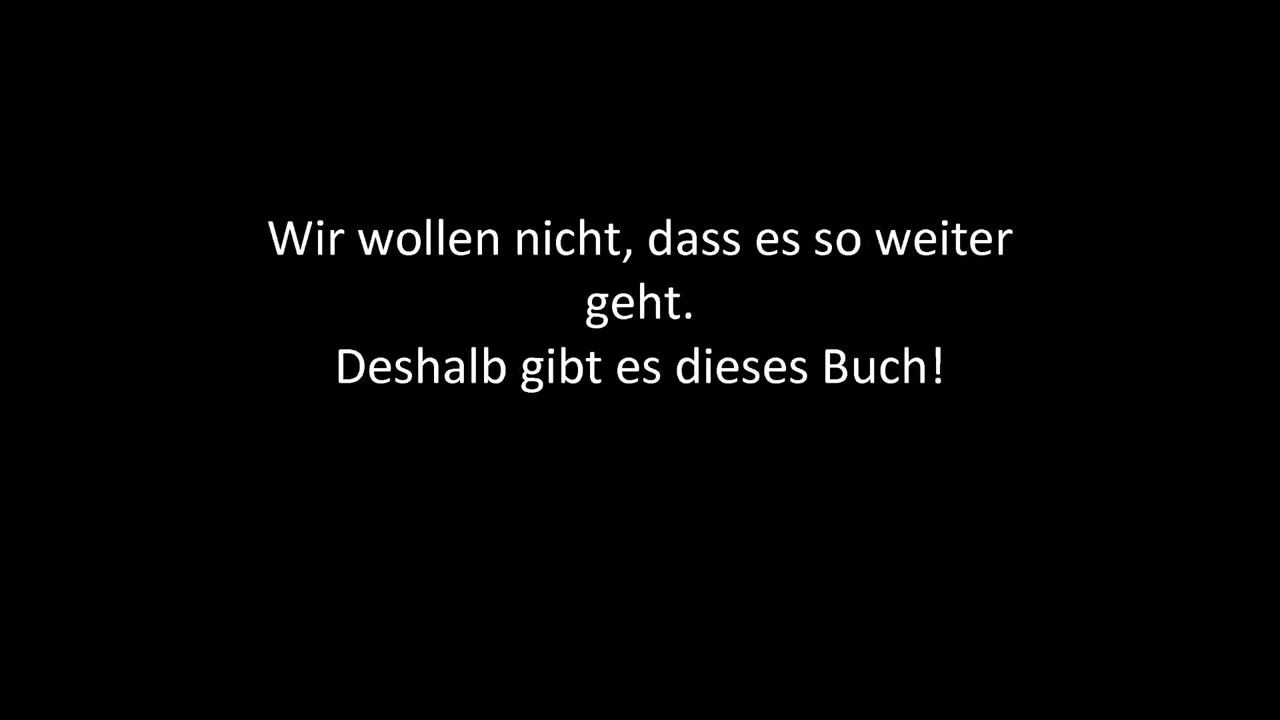 Wir wollen nicht, dass es so weiter
geht.
Deshalb gibt es dieses Buch!